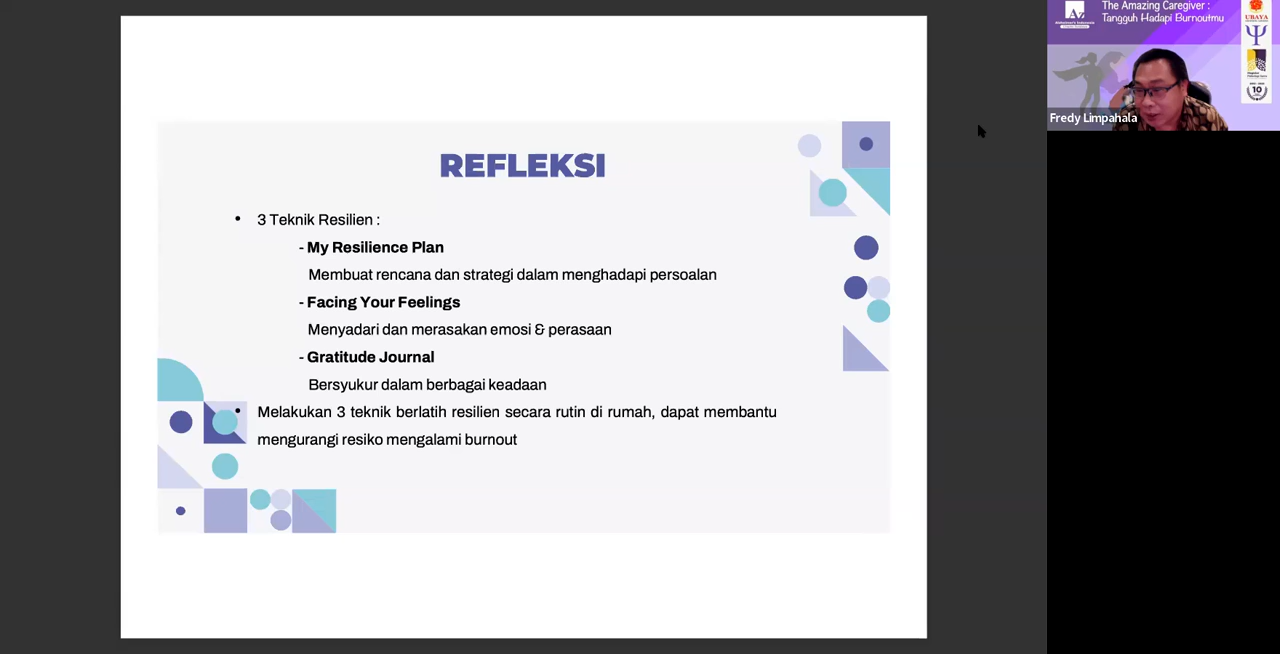 REFLEKSI
• 3 Teknik Resilien :
- My Resilience Plan
Membuat rencana dan strategi dalam menghadapi persoalan
- Facing Your Feelings
Menyadari dan merasakan emosi & perasaan
- Gratitude Journal
Bersyukur dalam berbagai keadaan
• Melakukan 3 teknik berlatih resilien secara rutin di rumah, dapat membantu
mengurangi resiko mengalami burnout
The Amazing Caregiver :
Tangguh Hadapi Burnoutmu
UBAYA
10
Fredy Limpahala